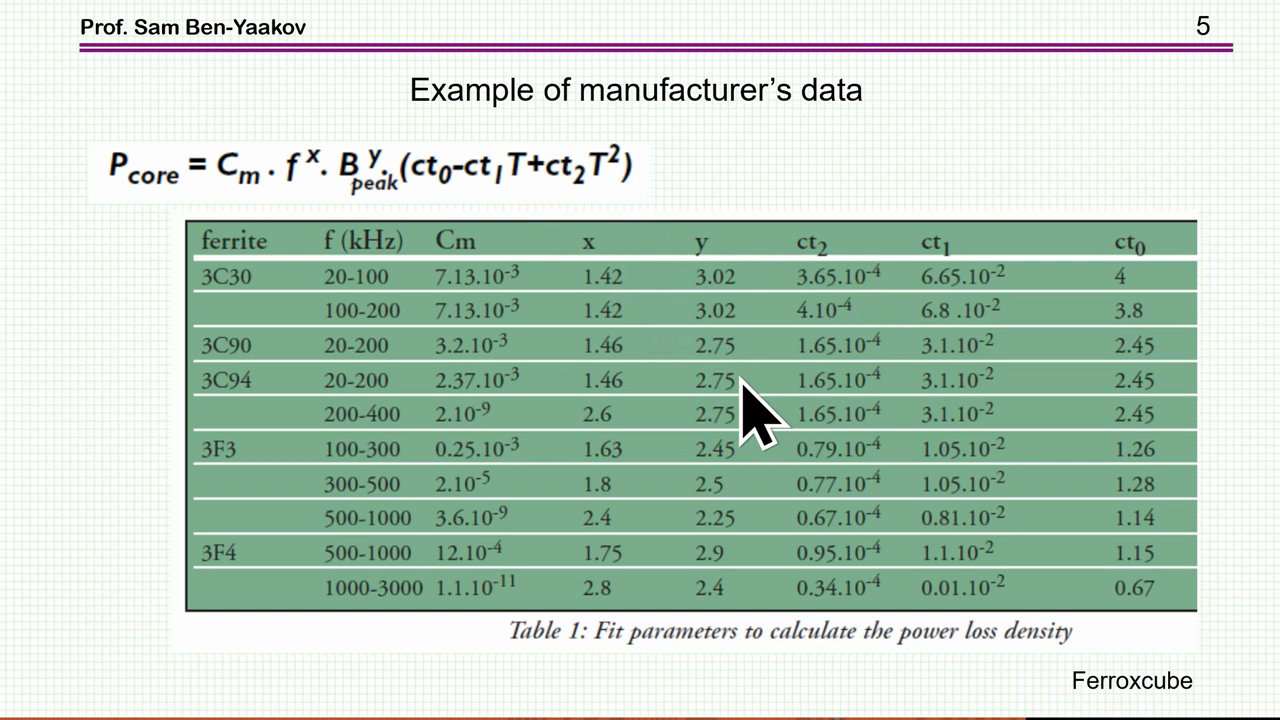 Prof. Sam Ben-Yaakov 5
Example of manufacturer's data
P_core = C_m . f^x . B_peak^y . (ct_0-ct_1T+ct_2T^2)
ferrite f (kHz) Cm x y ct_2 ct_1 ct_0
3C30 20-100 7.13.10^-3 1.42 3.02 3.65.10^-4 6.65.10^-2 4
100-200 7.13.10^-3 1.42 3.02 4.10^-4 6.8 .10^-2 3.8
3C90 20-200 3.2.10^-3 1.46 2.75 1.65.10^-4 3.1.10^-2 2.45
3C94 20-200 2.37.10^-3 1.46 2.75 1.65.10^-4 3.1.10^-2 2.45
200-400 2.10^-9 2.6 2.75 1.65.10^-4 3.1.10^-2 2.45
3F3 100-300 0.25.10^-3 1.63 2.45 0.79.10^-4 1.05.10^-2 1.26
300-500 2.10^-5 1.8 2.5 0.77.10^-4 1.05.10^-2 1.28
500-1000 3.6.10^-9 2.4 2.25 0.67.10^-4 0.81.10^-2 1.14
3F4 500-1000 12.10^-4 1.75 2.9 0.95.10^-4 1.1.10^-2 1.15
1000-3000 1.1.10^-11 2.8 2.4 0.34.10^-4 0.01.10^-2 0.67
Table 1: Fit parameters to calculate the power loss density
Ferroxcube